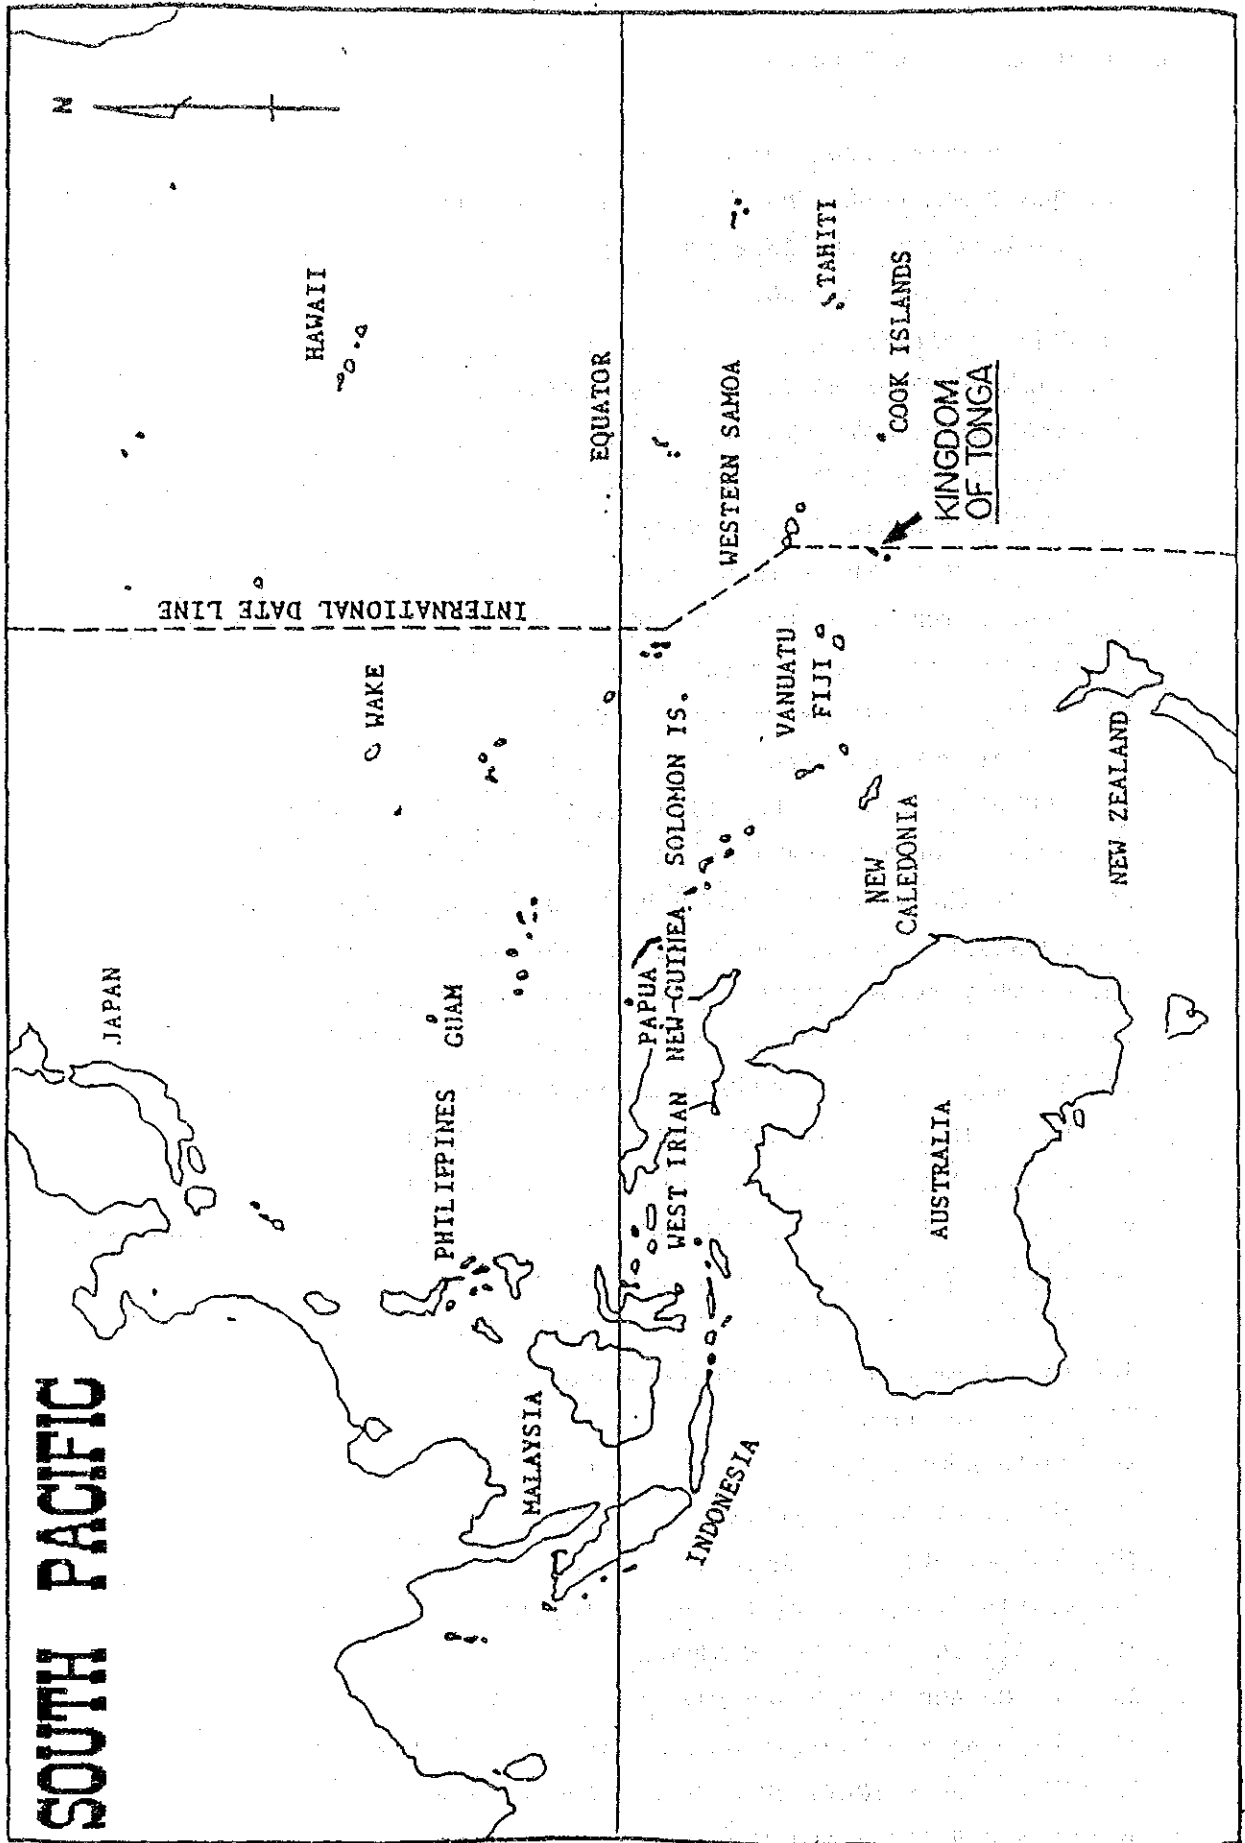 SOUTH PACIFIC
N
JAPAN
HAWAII
INTERNATIONAL DATE LINE
WAKE
PHILIPPINES
GUAM
MALAYSIA
EQUATOR
PAPUA
WEST IRIAN NEW-GUINEA SOLOMON IS.
INDONESIA
WESTERN SAMOA
VANUATU
FIJI
TAHITI
NEW
CALEDONIA
COOK ISLANDS
AUSTRALIA
KINGDOM
OF TONGA
NEW ZEALAND